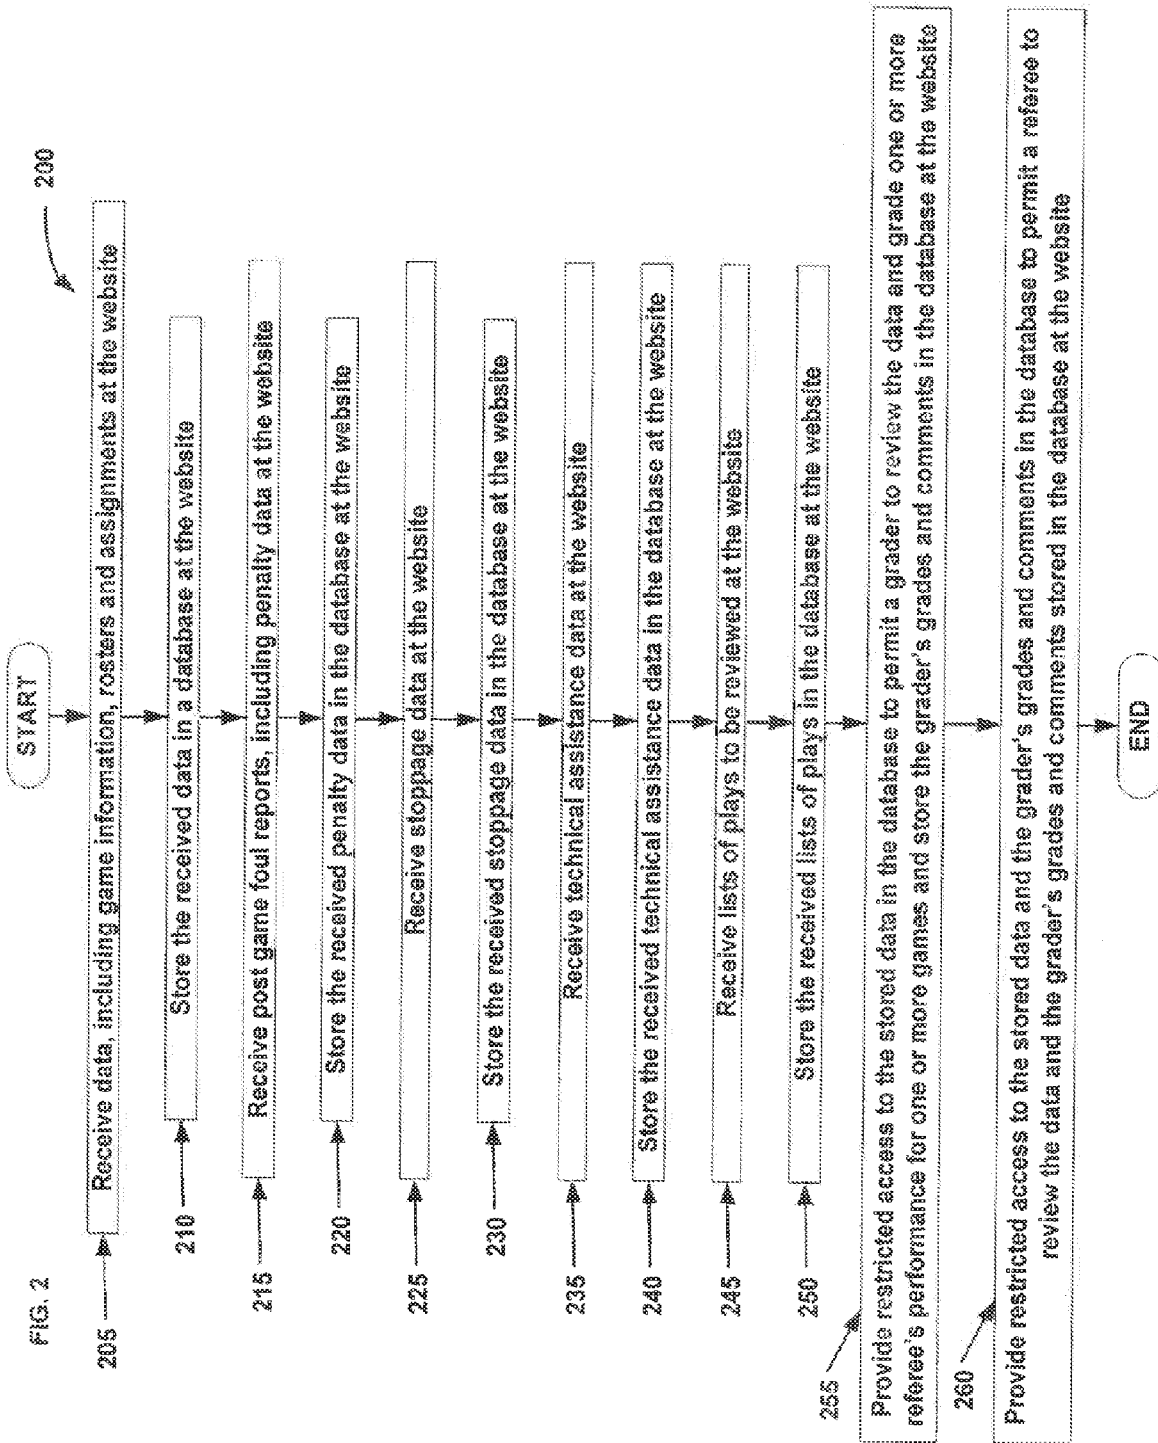 FIG. 2
START
200
205
Receive data, including game information, rosters and assignments at the website
210
Store the received data in a database at the website
215
Receive post game foul reports, including penalty data at the website
220
Store the received penalty data in the database at the website
225
Receive stoppage data at the website
230
Store the received stoppage data in the database at the website
235
Receive technical assistance data at the website
240
Store the received technical assistance data in the database at the website
245
Receive lists of plays to be reviewed at the website
250
Store the received lists of plays in the database at the website
255
Provide restricted access to the stored data in the database to permit a grader to review the data and grade one or more
referee's performance for one or more games and store the grader's grades and comments in the database at the website
260
Provide restricted access to the stored data and the grader's grades and comments in the database to permit a referee to
review the data and the grader's grades and comments stored in the database at the website
END